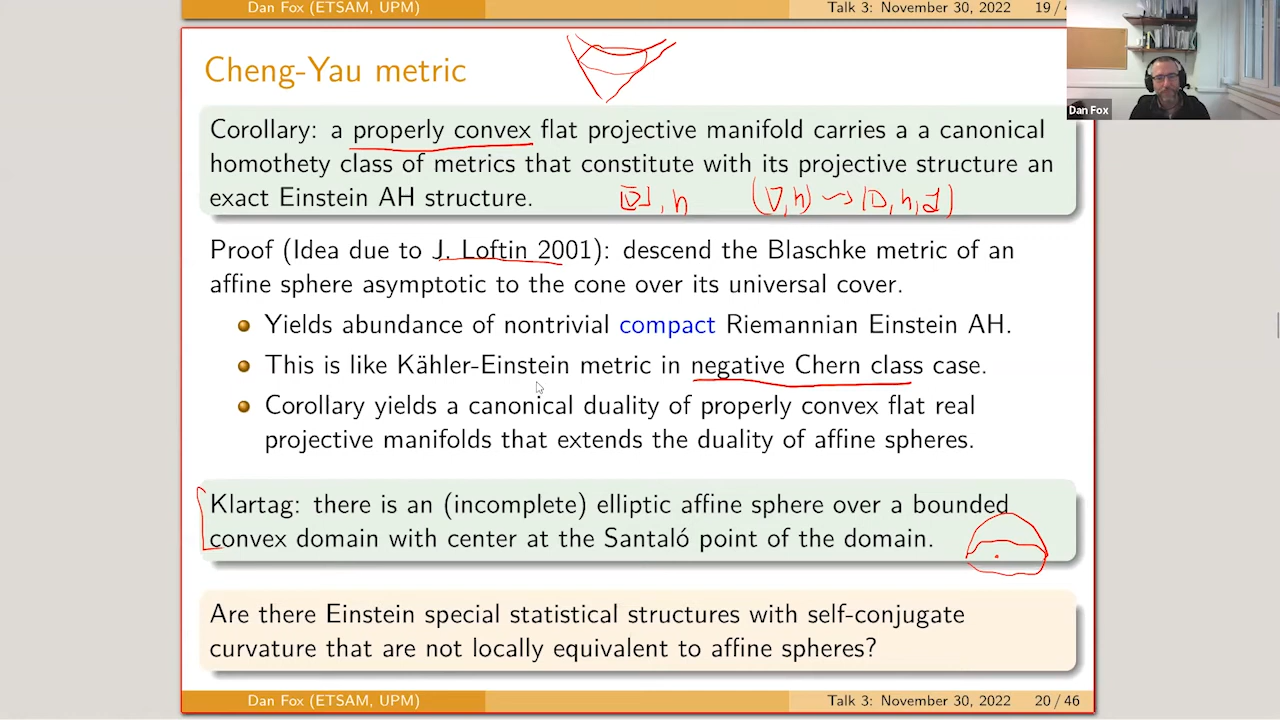 Dan Fox (ETSAM, UPM) Talk 3: November 30, 2022 19 /
Cheng-Yau metric
Dan Fox
Corollary: a properly convex flat projective manifold carries a a canonical
homothety class of metrics that constitute with its projective structure an
exact Einstein AH structure.
[∇], h (∇, h)
Proof (Idea due to J. Loftin 2001): descend the Blaschke metric of an
affine sphere asymptotic to the cone over its universal cover.
Yields abundance of nontrivial compact Riemannian Einstein AH.
This is like Kähler-Einstein metric in negative Chern class case.
Corollary yields a canonical duality of properly convex flat real
projective manifolds that extends the duality of affine spheres.
Klartag: there is an (incomplete) elliptic affine sphere over a bounded
convex domain with center at the Santaló point of the domain.
Are there Einstein special statistical structures with self-conjugate
curvature that are not locally equivalent to affine spheres?
Dan Fox (ETSAM, UPM) Talk 3: November 30, 2022 20 / 46